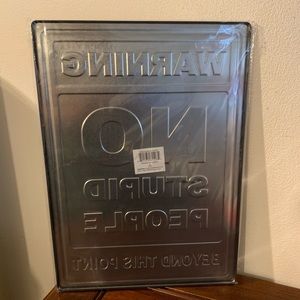 WARNING
NO
STUPID
PEOPLE
BEYOND THIS POINT